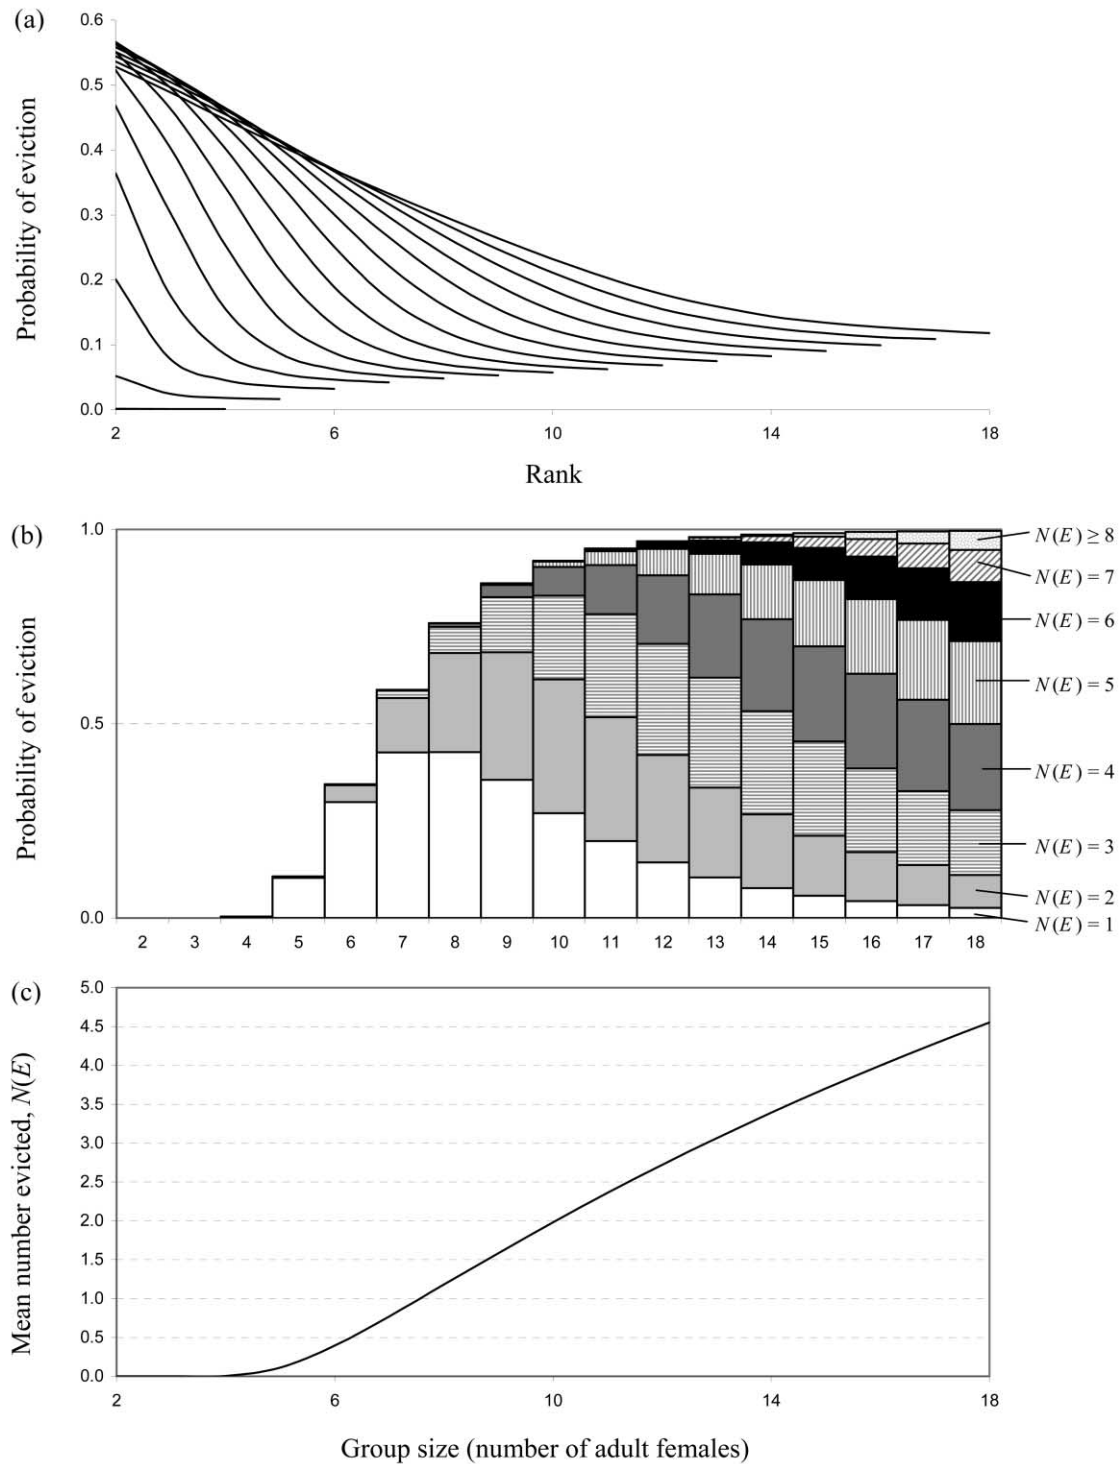 (a)
0.6
0.5
0.4
0.3
0.2
0.1
0.0
Probability of eviction
2 6 10 14 18
Rank
(b)
1.0
0.5
0.0
Probability of eviction
N(E) ≥ 8
N(E) = 7
N(E) = 6
N(E) = 5
N(E) = 4
N(E) = 3
N(E) = 2
N(E) = 1
2 3 4 5 6 7 8 9 10 11 12 13 14 15 16 17 18
(c)
5.0
4.5
4.0
3.5
3.0
2.5
2.0
1.5
1.0
0.5
0.0
Mean number evicted, N(E)
2 6 10 14 18
Group size (number of adult females)